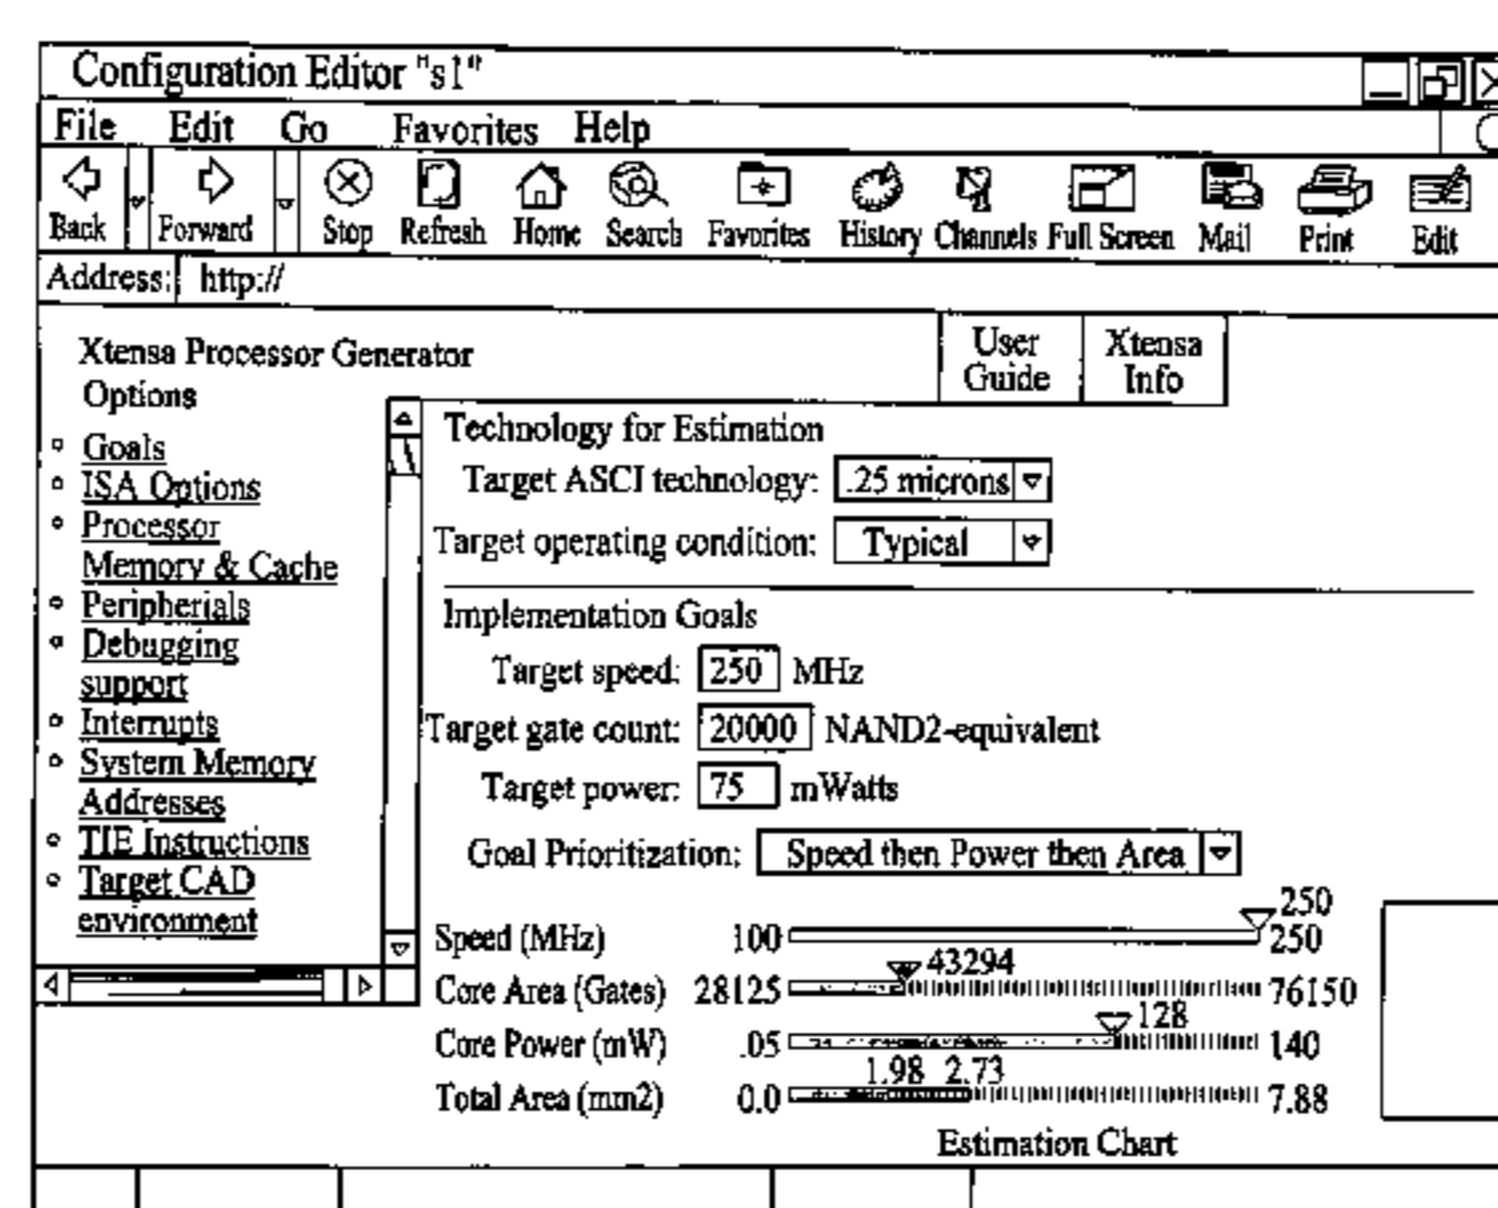 Configuration Editor "s1"
File Edit Go Favorites Help
Back Forward Stop Refresh Home Search Favorites History Channels Full Screen Mail Print Edit
Address: http://
Xtensa Processor Generator
User Guide
Xtensa Info
Options
Goals
ISA Options
Processor
Memory & Cache
Peripherials
Debugging
support
Interrupts
System Memory
Addresses
TIE Instructions
Target CAD
environment
Technology for Estimation
Target ASCI technology: .25 microns
Target operating condition: Typical
Implementation Goals
Target speed: 250 MHz
Target gate count: 20000 NAND2-equivalent
Target power: 75 mWatts
Goal Prioritization: Speed then Power then Area
250
Speed (MHz) 100 250
43294
Core Area (Gates) 28125 76150
128
Core Power (mW) .05 140
1.98 2.73
Total Area (mm2) 0.0 7.88
Estimation Chart